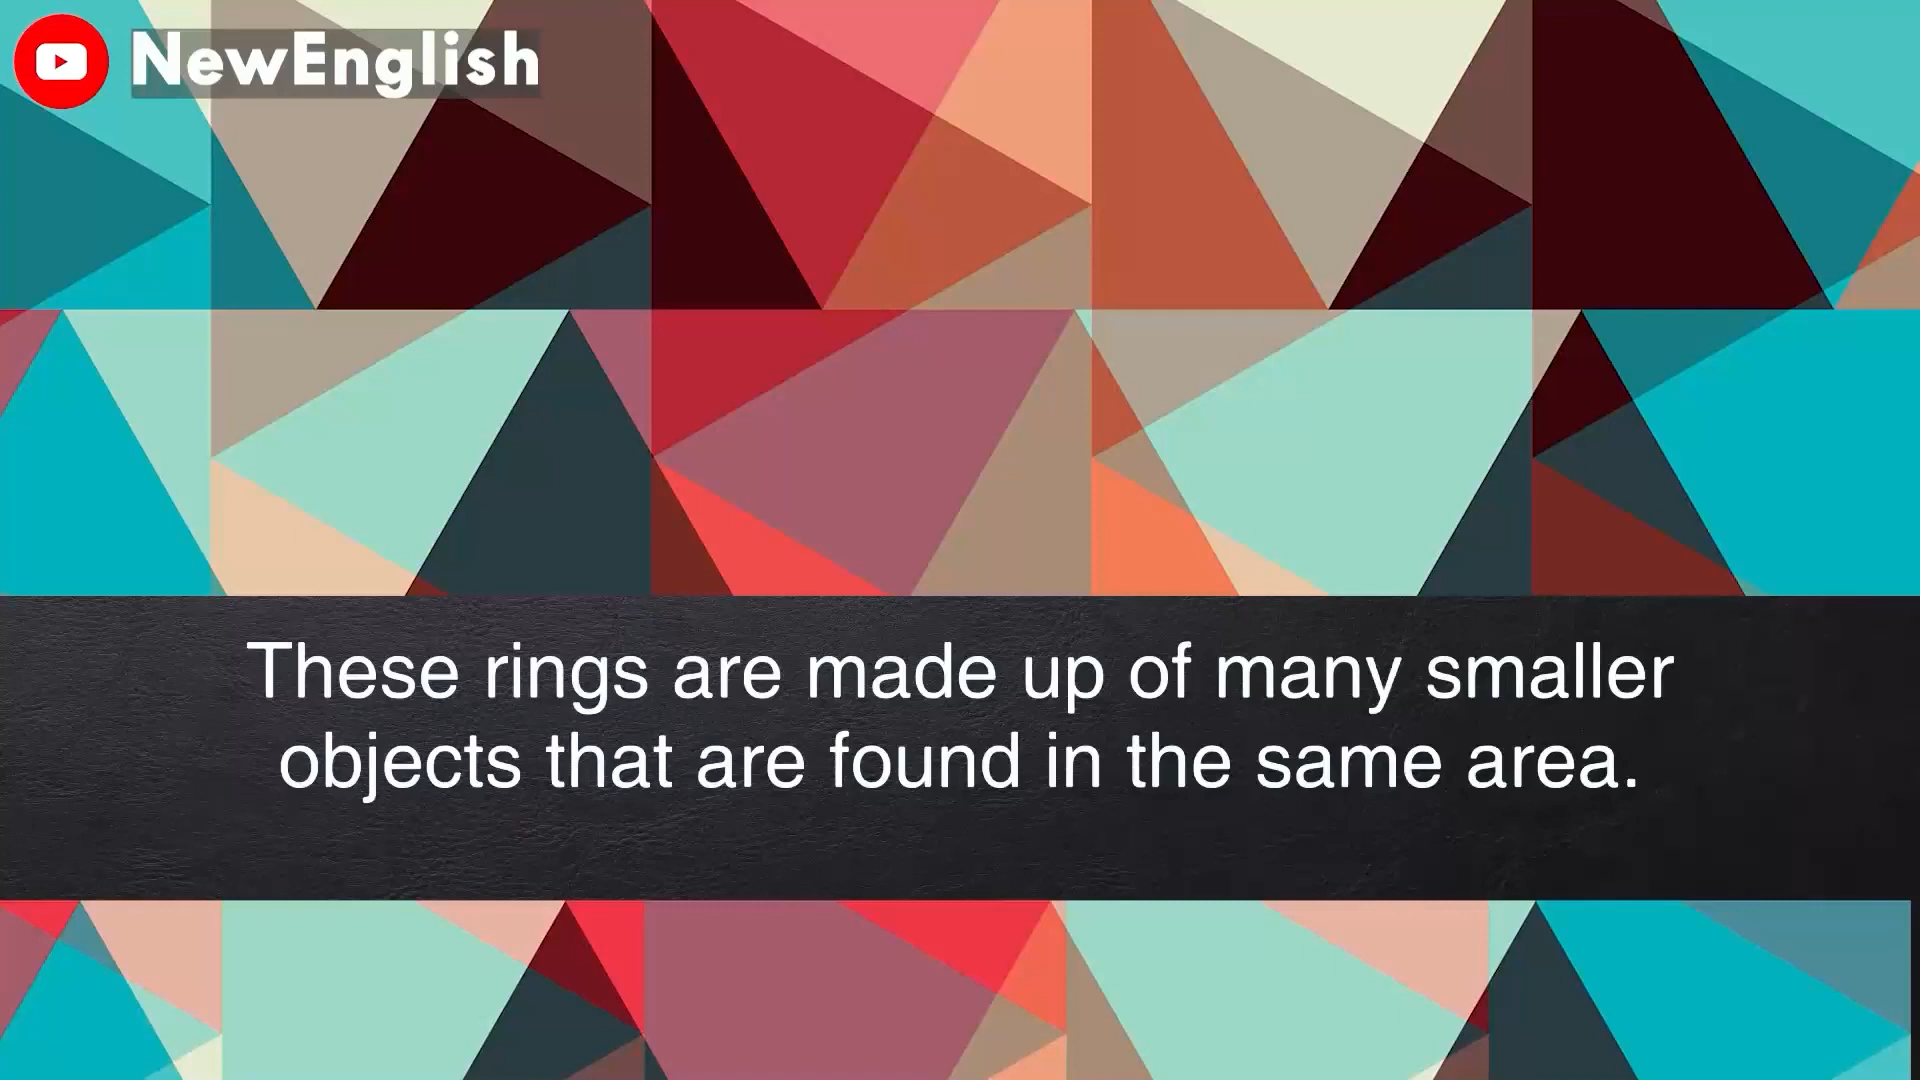 NewEnglish
These rings are made up of many smaller
objects that are found in the same area.